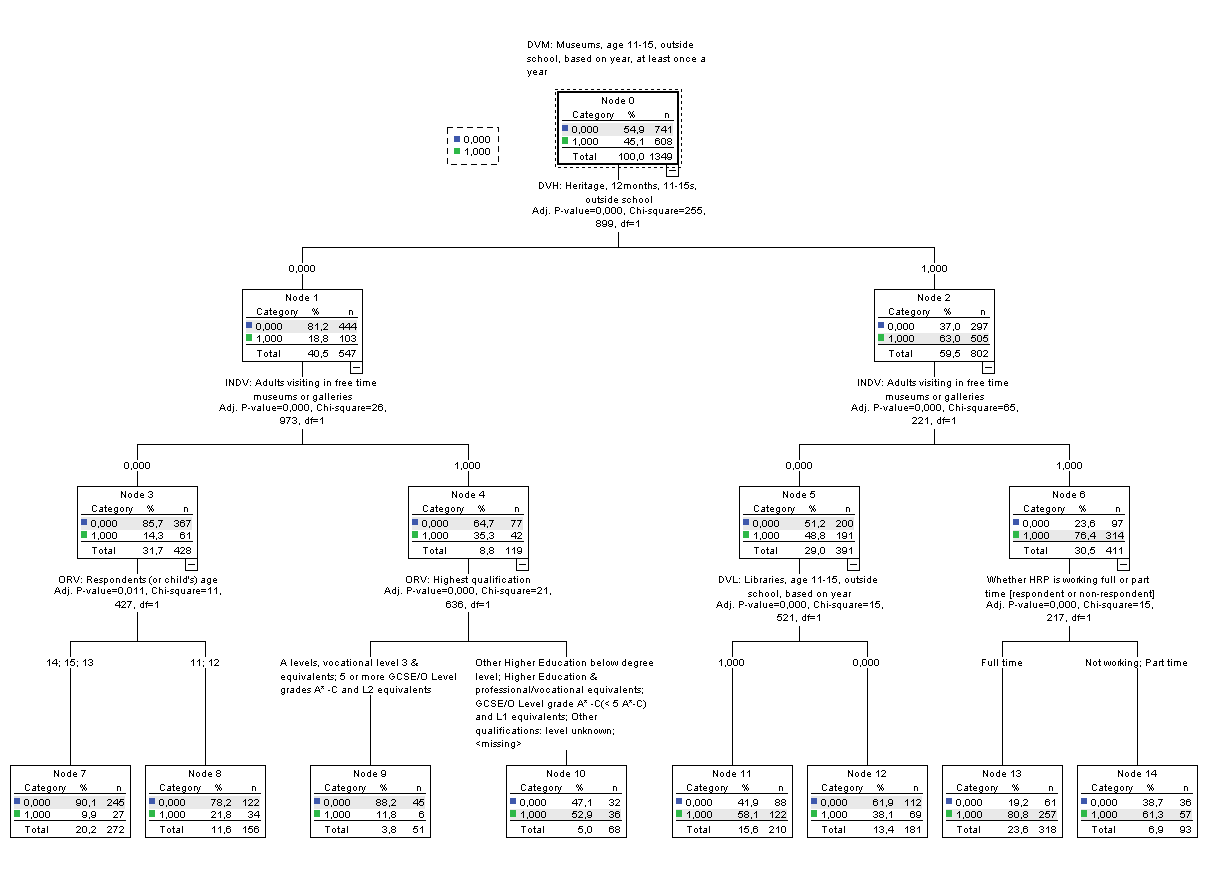 DVM: Museums, age 11-15, outside
school, based on year, at least once a
year
Node 0
Category % n
0,000 54,9 741
1,000 45,1 608
Total 100,0 1349
0,000
1,000
DVH: Heritage, 12months, 11-15s,
outside school
Adj. P-value=0,000, Chi-square=255,
899, df=1
0,000
1,000
Node 1
Category % n
0,000 81,2 444
1,000 18,8 103
Total 40,5 547
Node 2
Category % n
0,000 37,0 297
1,000 63,0 505
Total 59,5 802
INDV: Adults visiting in free time
museums or galleries
Adj. P-value=0,000, Chi-square=26,
973, df=1
INDV: Adults visiting in free time
museums or galleries
Adj. P-value=0,000, Chi-square=65,
221, df=1
0,000
1,000
0,000
1,000
Node 3
Category % n
0,000 85,7 367
1,000 14,3 61
Total 31,7 428
Node 4
Category % n
0,000 64,7 77
1,000 35,3 42
Total 8,8 119
Node 5
Category % n
0,000 51,2 200
1,000 48,8 191
Total 29,0 391
Node 6
Category % n
0,000 23,6 97
1,000 76,4 314
Total 30,5 411
ORV: Respondents (or child's) age
Adj. P-value=0,011, Chi-square=11,
427, df=1
ORV: Highest qualification
Adj. P-value=0,000, Chi-square=21,
636, df=1
DVL: Libraries, age 11-15, outside
school, based on year
Adj. P-value=0,000, Chi-square=15,
521, df=1
Whether HRP is working full or part
time [respondent or non-respondent]
Adj. P-value=0,000, Chi-square=15,
217, df=1
14; 15; 13
11; 12
A levels, vocational level 3 &
equivalents; 5 or more GCSE/O Level
grades A* -C and L2 equivalents
Other Higher Education below degree
level; Higher Education &
professional/vocational equivalents;
GCSE/O Level grade A* -C(< 5 A*-C)
and L1 equivalents; Other
qualifications: level unknown;
<missing>
1,000
0,000
Full time
Not working; Part time
Node 7
Category % n
0,000 90,1 245
1,000 9,9 27
Total 20,2 272
Node 8
Category % n
0,000 78,2 122
1,000 21,8 34
Total 11,6 156
Node 9
Category % n
0,000 88,2 45
1,000 11,8 6
Total 3,8 51
Node 10
Category % n
0,000 47,1 32
1,000 52,9 36
Total 5,0 68
Node 11
Category % n
0,000 41,9 88
1,000 58,1 122
Total 15,6 210
Node 12
Category % n
0,000 61,9 112
1,000 38,1 69
Total 13,4 181
Node 13
Category % n
0,000 19,2 61
1,000 80,8 257
Total 23,6 318
Node 14
Category % n
0,000 38,7 36
1,000 61,3 57
Total 6,9 93